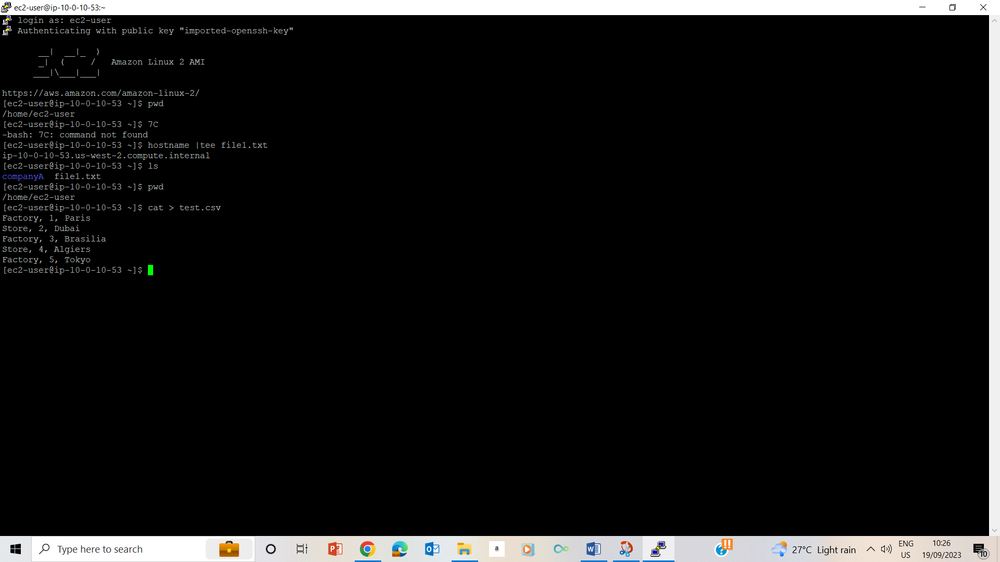 ec2-user@ip-10-0-10-53:~
login as: ec2-user
Authenticating with public key "imported-openssh-key"
       __|  __|_  )
       _|  (     /   Amazon Linux 2 AMI
      ___|\___|___|
https://aws.amazon.com/amazon-linux-2/
[ec2-user@ip-10-0-10-53 ~]$ pwd
/home/ec2-user
[ec2-user@ip-10-0-10-53 ~]$ 7C
-bash: 7C: command not found
[ec2-user@ip-10-0-10-53 ~]$ hostname |tee file1.txt
ip-10-0-10-53.us-west-2.compute.internal
[ec2-user@ip-10-0-10-53 ~]$ ls
companyA  file1.txt
[ec2-user@ip-10-0-10-53 ~]$ pwd
/home/ec2-user
[ec2-user@ip-10-0-10-53 ~]$ cat > test.csv
Factory, 1, Paris
Store, 2, Dubai
Factory, 3, Brasilia
Store, 4, Algiers
Factory, 5, Tokyo
[ec2-user@ip-10-0-10-53 ~]$
Type here to search
a
27°C Light rain
ENG
US
10:26
19/09/2023
10